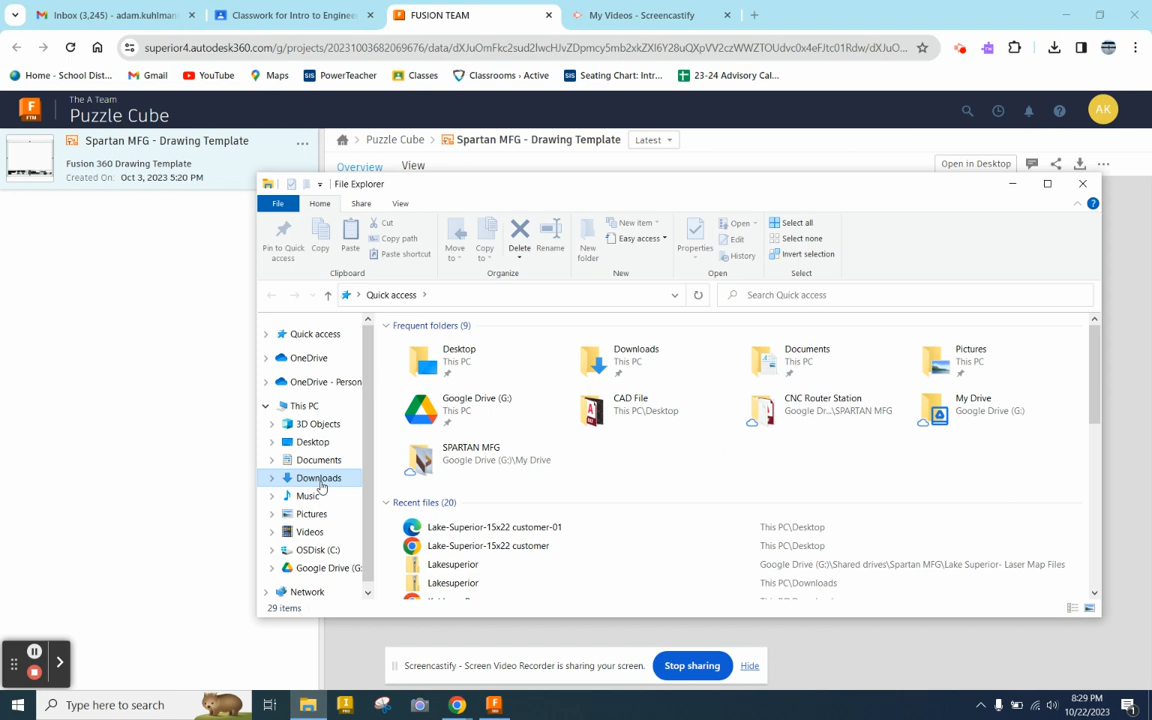 Inbox (3,245) - adam.kuhlman
Classwork for Intro to Enginee
FUSION TEAM
My Videos - Screencastify
superior4.autodesk360.com/g/projects/20231003682069676/data/dXJuOmFkc2sud2lwcHJvZDpmcy5mb2xkZXI6Y28uQXpVV2czWWZTOUdvc0x4eFJtc01Rdw/dXJuO...
Home - School Dist...
Gmail
YouTube
Maps
PowerTeacher
Classes
Classrooms › Active
Seating Chart: Intr...
23-24 Advisory Cal...
The A Team
Puzzle Cube
AK
Spartan MFG - Drawing Template
Fusion 360 Drawing Template
Created On: Oct 3, 2023 5:20 PM
Puzzle Cube
Spartan MFG - Drawing Template
Latest
Overview
View
Open in Desktop
File Explorer
File
Home
Share
View
Pin to Quick access
Copy
Paste
Cut
Copy path
Paste shortcut
Clipboard
Move to
Copy to
Delete
Rename
Organize
New folder
New item
Easy access
New
Properties
Open
Edit
History
Open
Select all
Select none
Invert selection
Select
Quick access
Search Quick access
Quick access
OneDrive
OneDrive - Person
This PC
3D Objects
Desktop
Documents
Downloads
Music
Pictures
Videos
OSDisk (C:)
Google Drive (G:
Network
Frequent folders (9)
Desktop
This PC
Downloads
This PC
Documents
This PC
Pictures
This PC
Google Drive (G:)
This PC
CAD File
This PC\Desktop
CNC Router Station
Google Dr...\SPARTAN MFG
My Drive
Google Drive (G:)
SPARTAN MFG
Google Drive (G:)\My Drive
Recent files (20)
Lake-Superior-15x22 customer-01
This PC\Desktop
Lake-Superior-15x22 customer
This PC\Desktop
Lakesuperior
Google Drive (G:)\Shared drives\Spartan MFG\Lake Superior- Laser Map Files
Lakesuperior
This PC\Downloads
29 items
Screencastify - Screen Video Recorder is sharing your screen.
Stop sharing
Hide
Type here to search
8:29 PM
10/22/2023
1